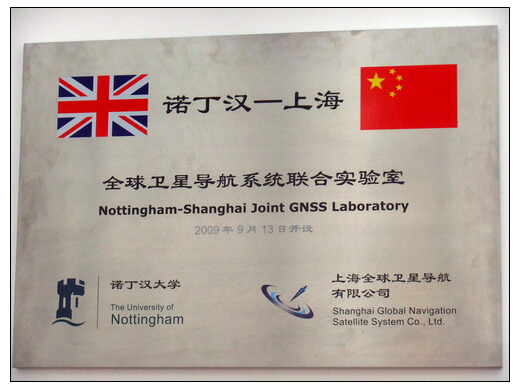 诺丁汉—上海
全球卫星导航系统联合实验室
Nottingham-Shanghai Joint GNSS Laboratory
2009年9月13日开设
诺丁汉大学
The University of
Nottingham
上海全球卫星导航
有限公司
Shanghai Global Navigation
Satellite System Co., Ltd.